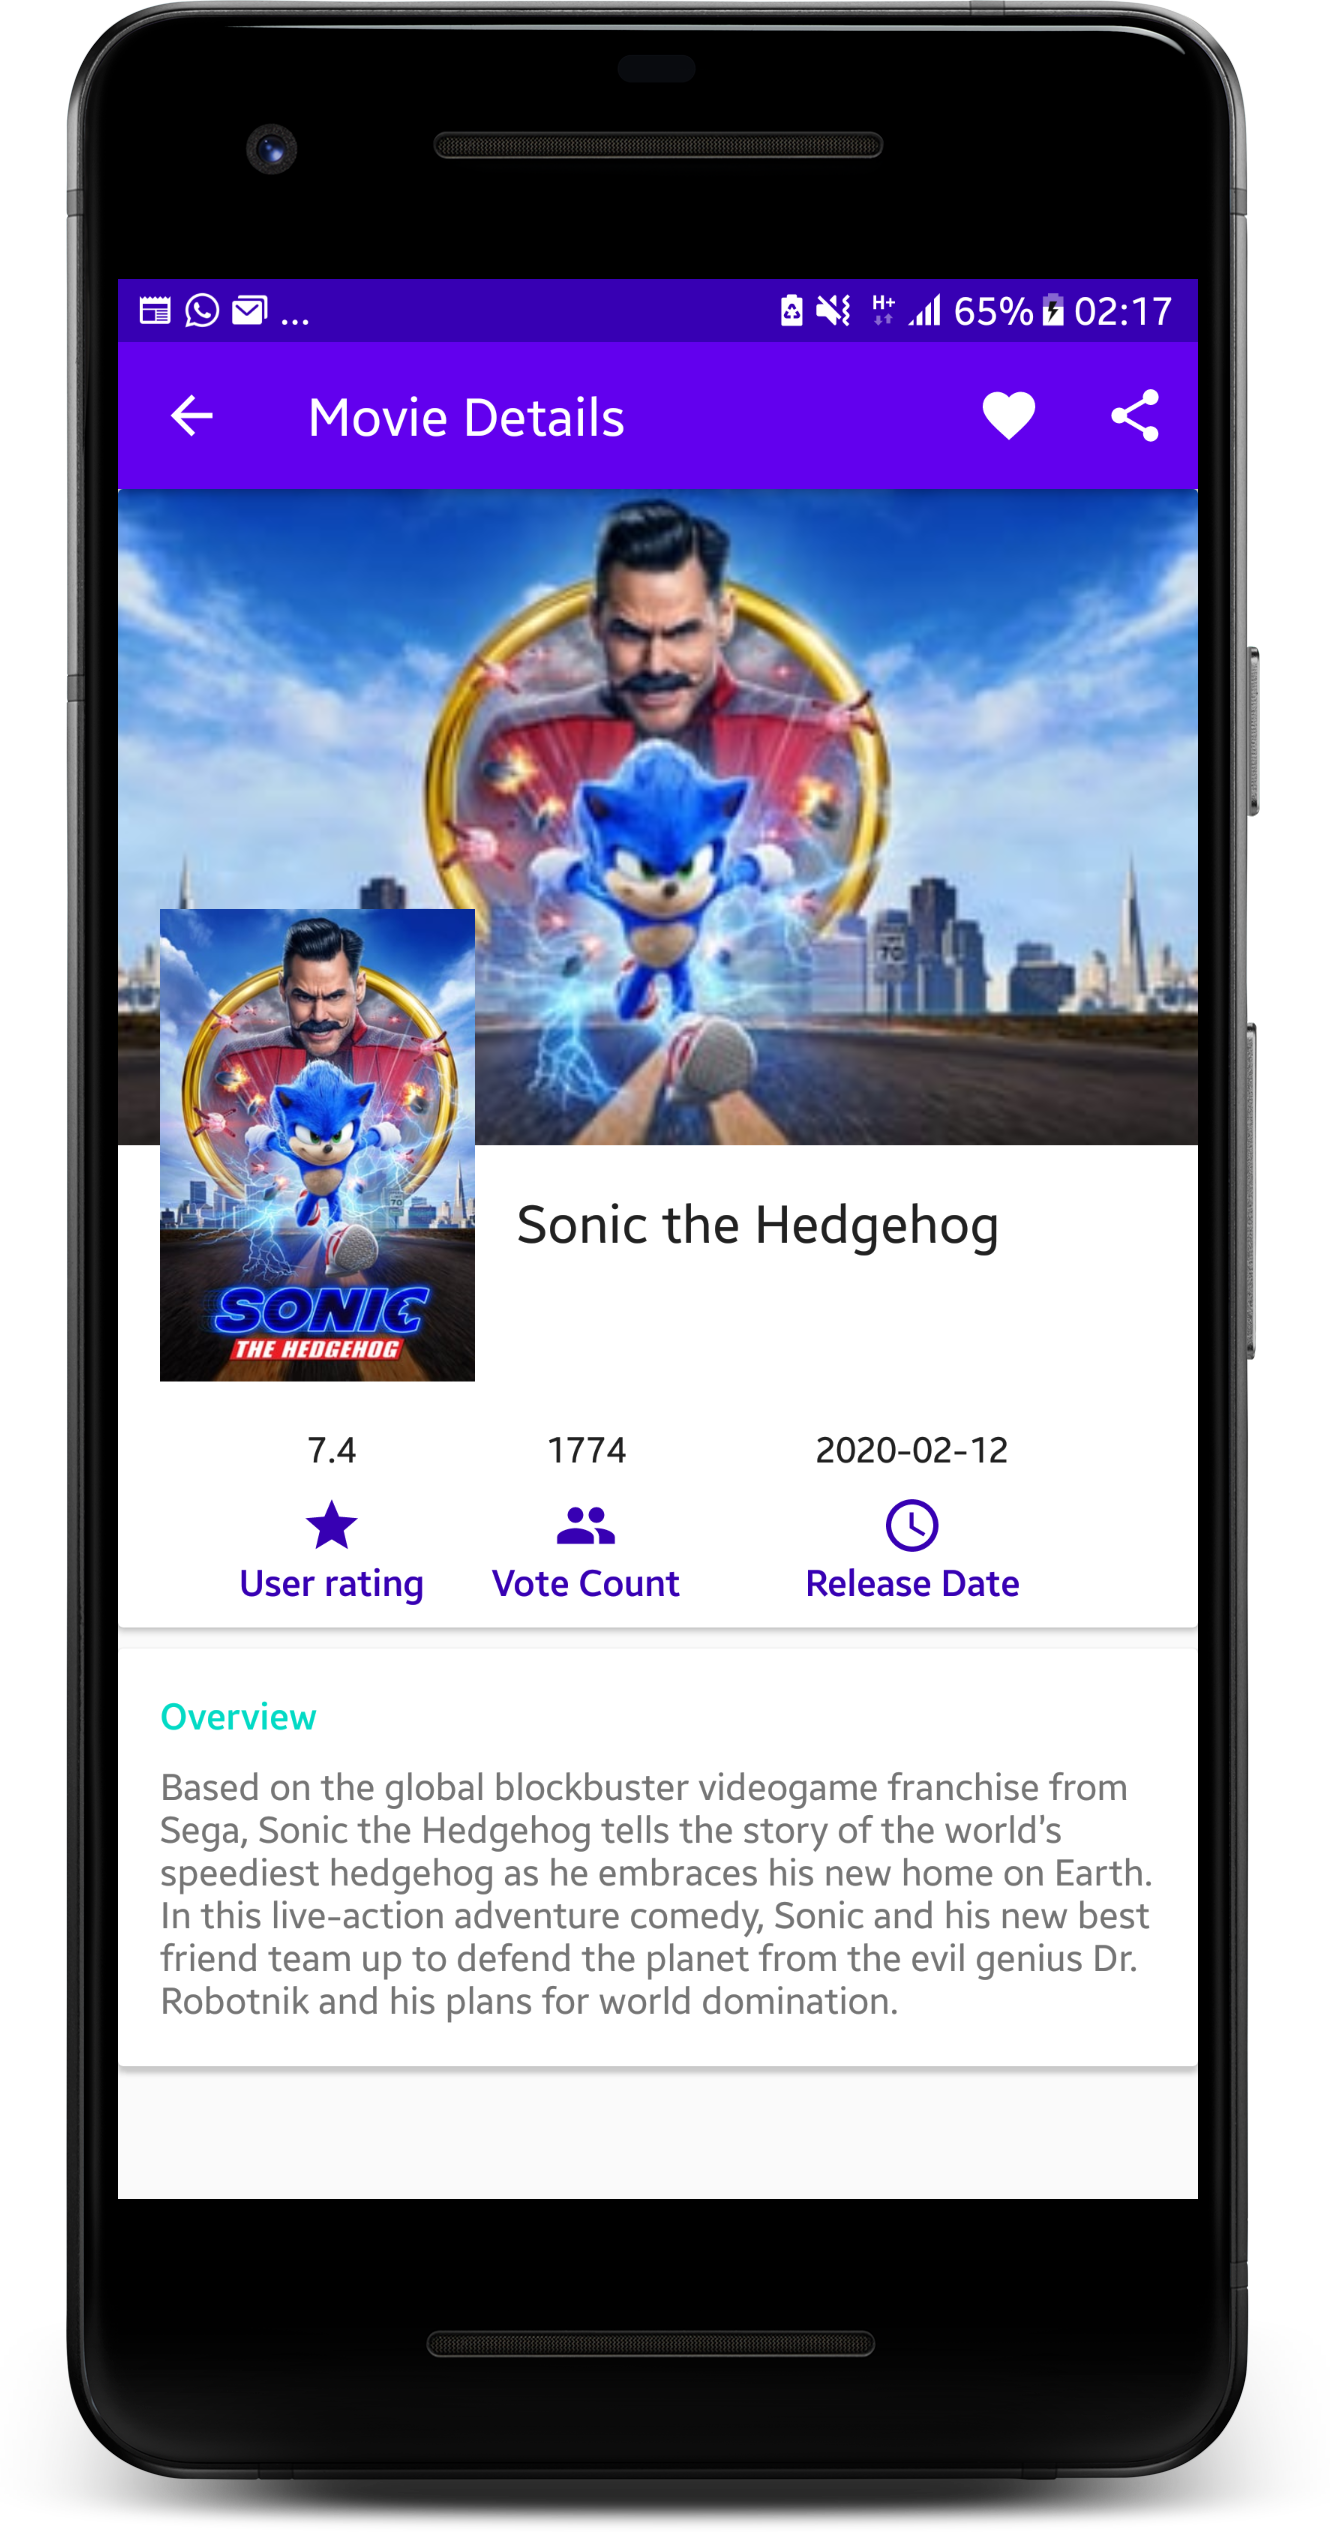 ... H+ 65% 02:17
Movie Details
70
70
Sonic the Hedgehog
SONIC
THE HEDGEHOG
7.4 1774 2020-02-12
User rating Vote Count Release Date
Overview
Based on the global blockbuster videogame franchise from
Sega, Sonic the Hedgehog tells the story of the world's
speediest hedgehog as he embraces his new home on Earth.
In this live-action adventure comedy, Sonic and his new best
friend team up to defend the planet from the evil genius Dr.
Robotnik and his plans for world domination.